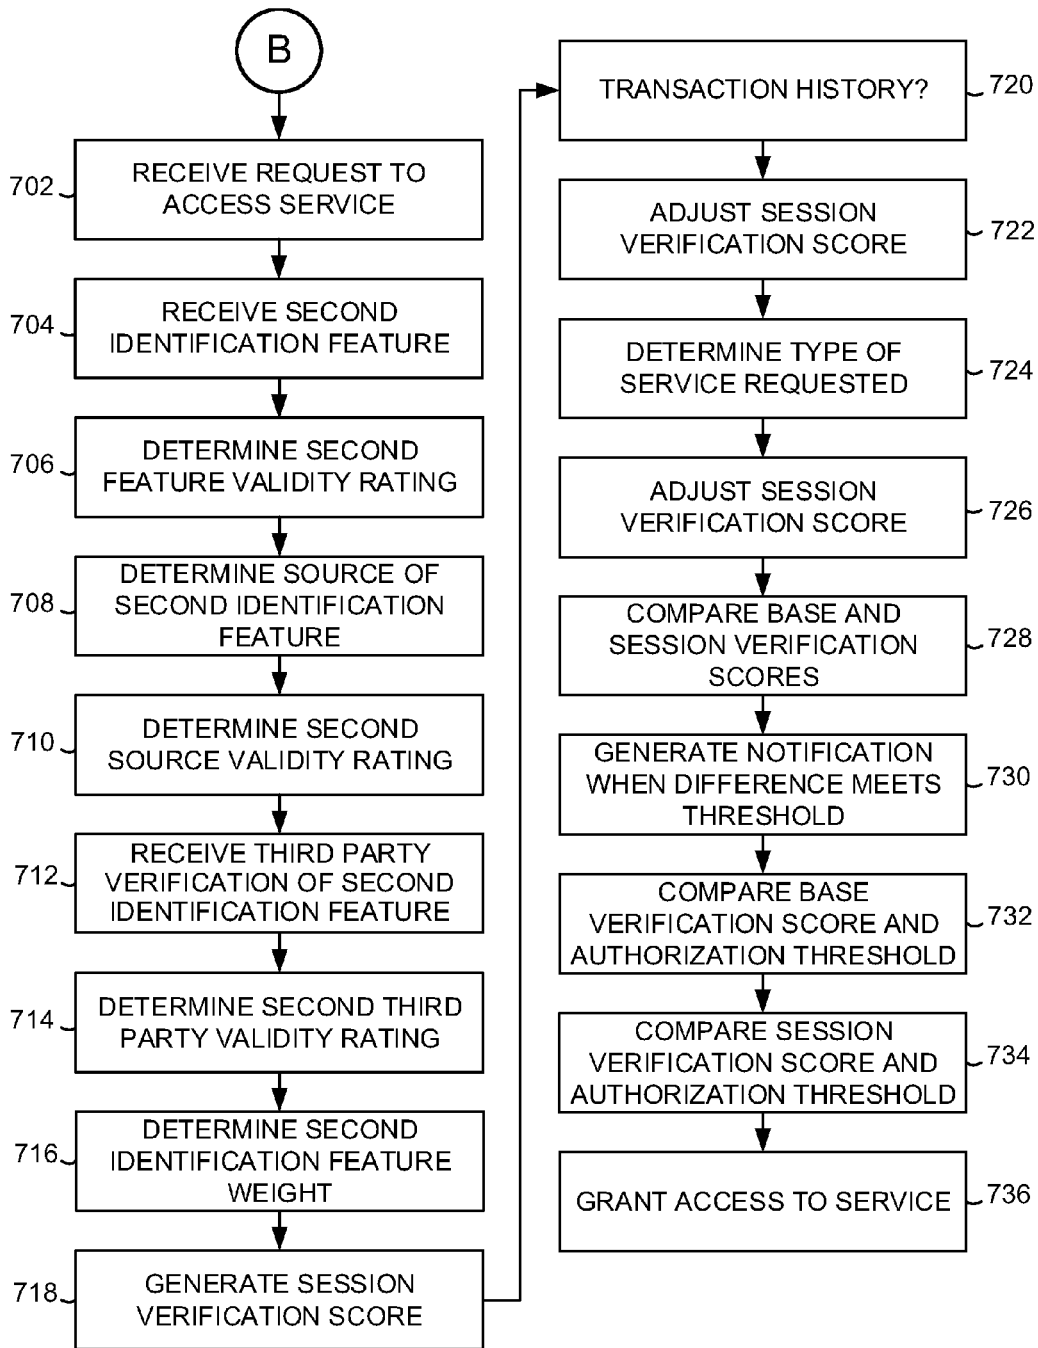 B
702
RECEIVE REQUEST TO
ACCESS SERVICE
704
RECEIVE SECOND
IDENTIFICATION FEATURE
706
DETERMINE SECOND
FEATURE VALIDITY RATING
708
DETERMINE SOURCE OF
SECOND IDENTIFICATION
FEATURE
710
DETERMINE SECOND
SOURCE VALIDITY RATING
712
RECEIVE THIRD PARTY
VERIFICATION OF SECOND
IDENTIFICATION FEATURE
714
DETERMINE SECOND THIRD
PARTY VALIDITY RATING
716
DETERMINE SECOND
IDENTIFICATION FEATURE
WEIGHT
718
GENERATE SESSION
VERIFICATION SCORE
TRANSACTION HISTORY?
720
ADJUST SESSION
VERIFICATION SCORE
722
DETERMINE TYPE OF
SERVICE REQUESTED
724
ADJUST SESSION
VERIFICATION SCORE
726
COMPARE BASE AND
SESSION VERIFICATION
SCORES
728
GENERATE NOTIFICATION
WHEN DIFFERENCE MEETS
THRESHOLD
730
COMPARE BASE
VERIFICATION SCORE AND
AUTHORIZATION THRESHOLD
732
COMPARE SESSION
VERIFICATION SCORE AND
AUTHORIZATION THRESHOLD
734
GRANT ACCESS TO SERVICE
736